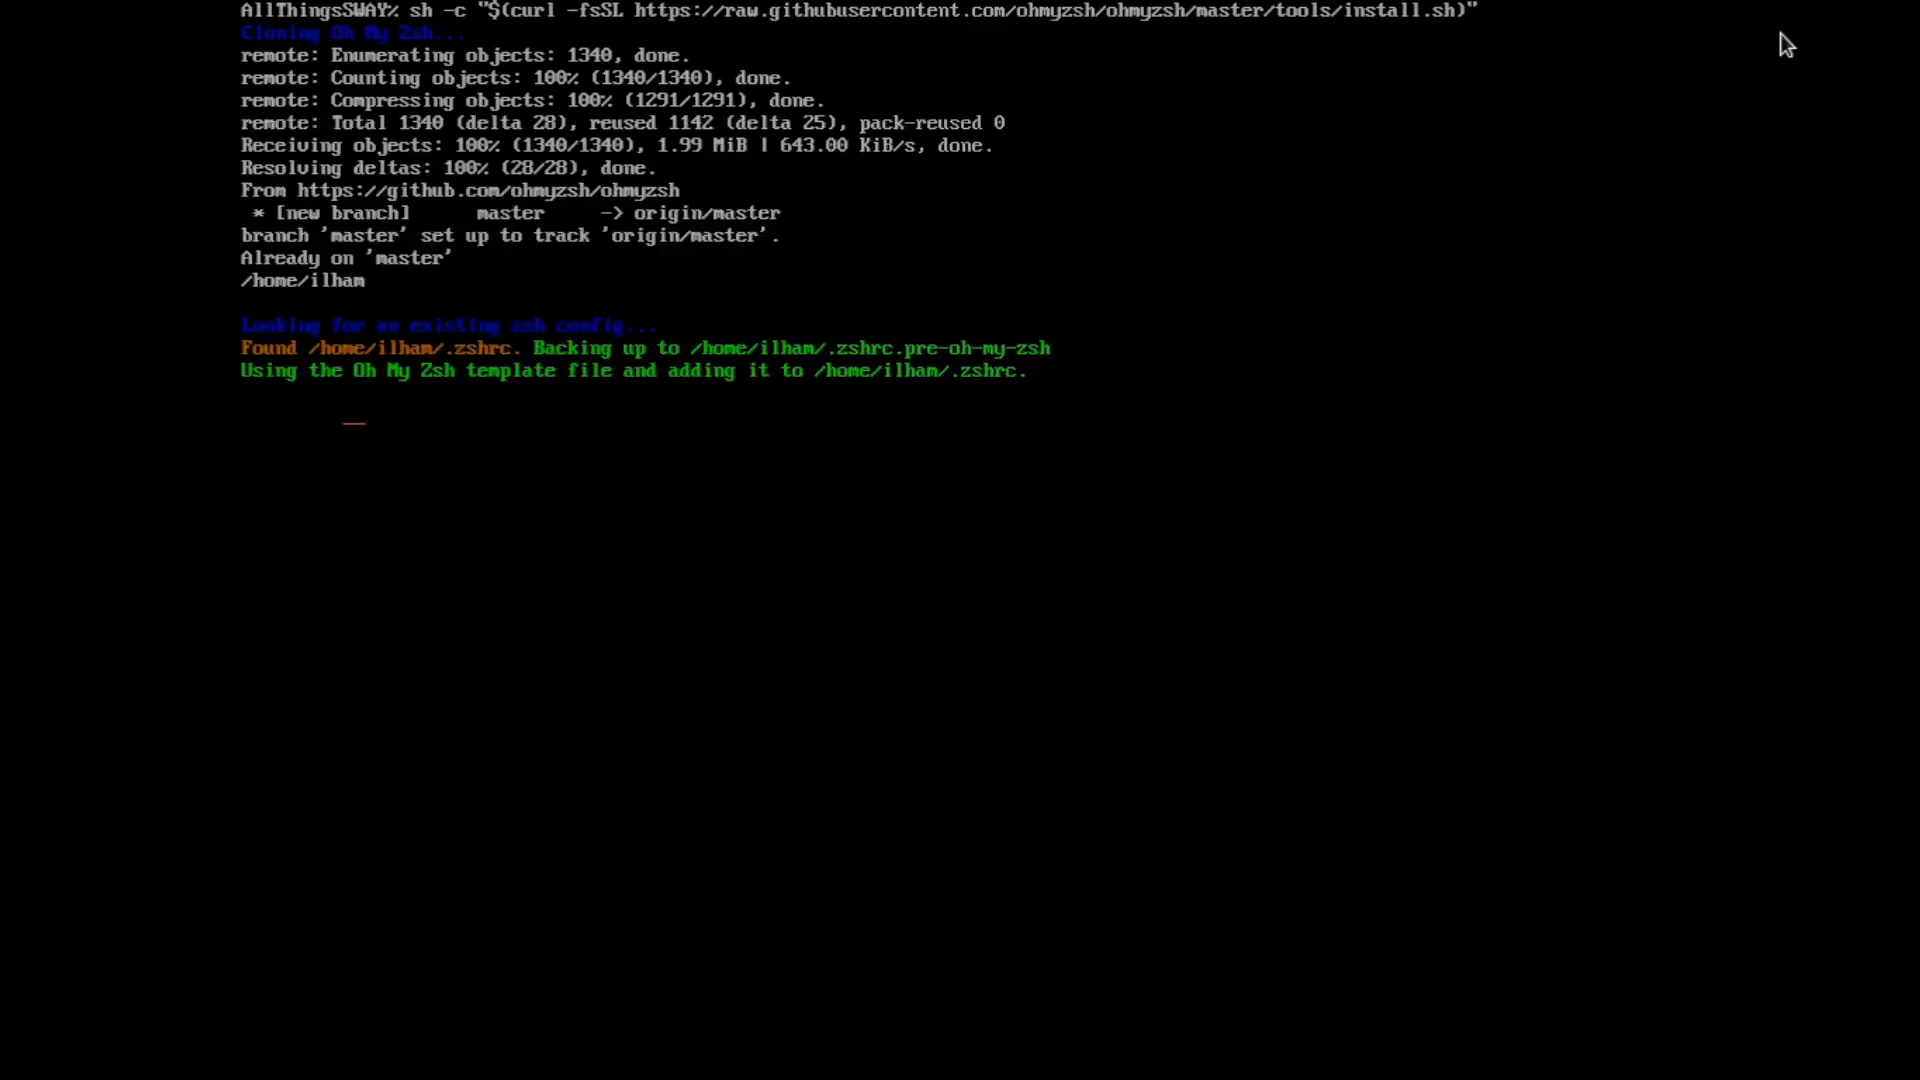 AllThingsSWAY% sh -c "$(curl -fsSL https://raw.githubusercontent.com/ohmyzsh/ohmyzsh/master/tools/install.sh)"
Cloning Oh My Zsh...
remote: Enumerating objects: 1340, done.
remote: Counting objects: 100% (1340/1340), done.
remote: Compressing objects: 100% (1291/1291), done.
remote: Total 1340 (delta 28), reused 1142 (delta 25), pack-reused 0
Receiving objects: 100% (1340/1340), 1.99 MiB | 643.00 KiB/s, done.
Resolving deltas: 100% (28/28), done.
From https://github.com/ohmyzsh/ohmyzsh
 * [new branch]      master     -> origin/master
branch 'master' set up to track 'origin/master'.
Already on 'master'
/home/ilham
Looking for an existing zsh config...
Found /home/ilham/.zshrc. Backing up to /home/ilham/.zshrc.pre-oh-my-zsh
Using the Oh My Zsh template file and adding it to /home/ilham/.zshrc.